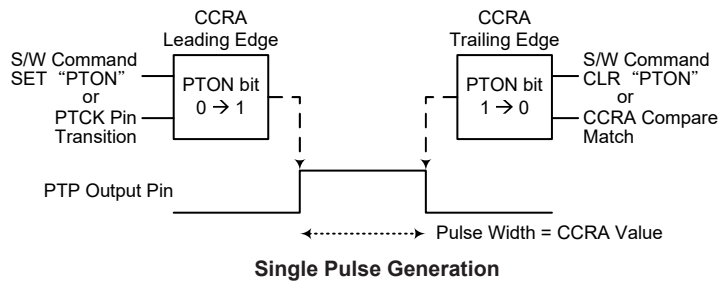 CCRA
Leading Edge
S/W Command
SET “PTON”
or
PTCK Pin
Transition
PTON bit
0 → 1
CCRA
Trailing Edge
PTON bit
1 → 0
S/W Command
CLR “PTON”
or
CCRA Compare
Match
PTP Output Pin
Pulse Width = CCRA Value
Single Pulse Generation